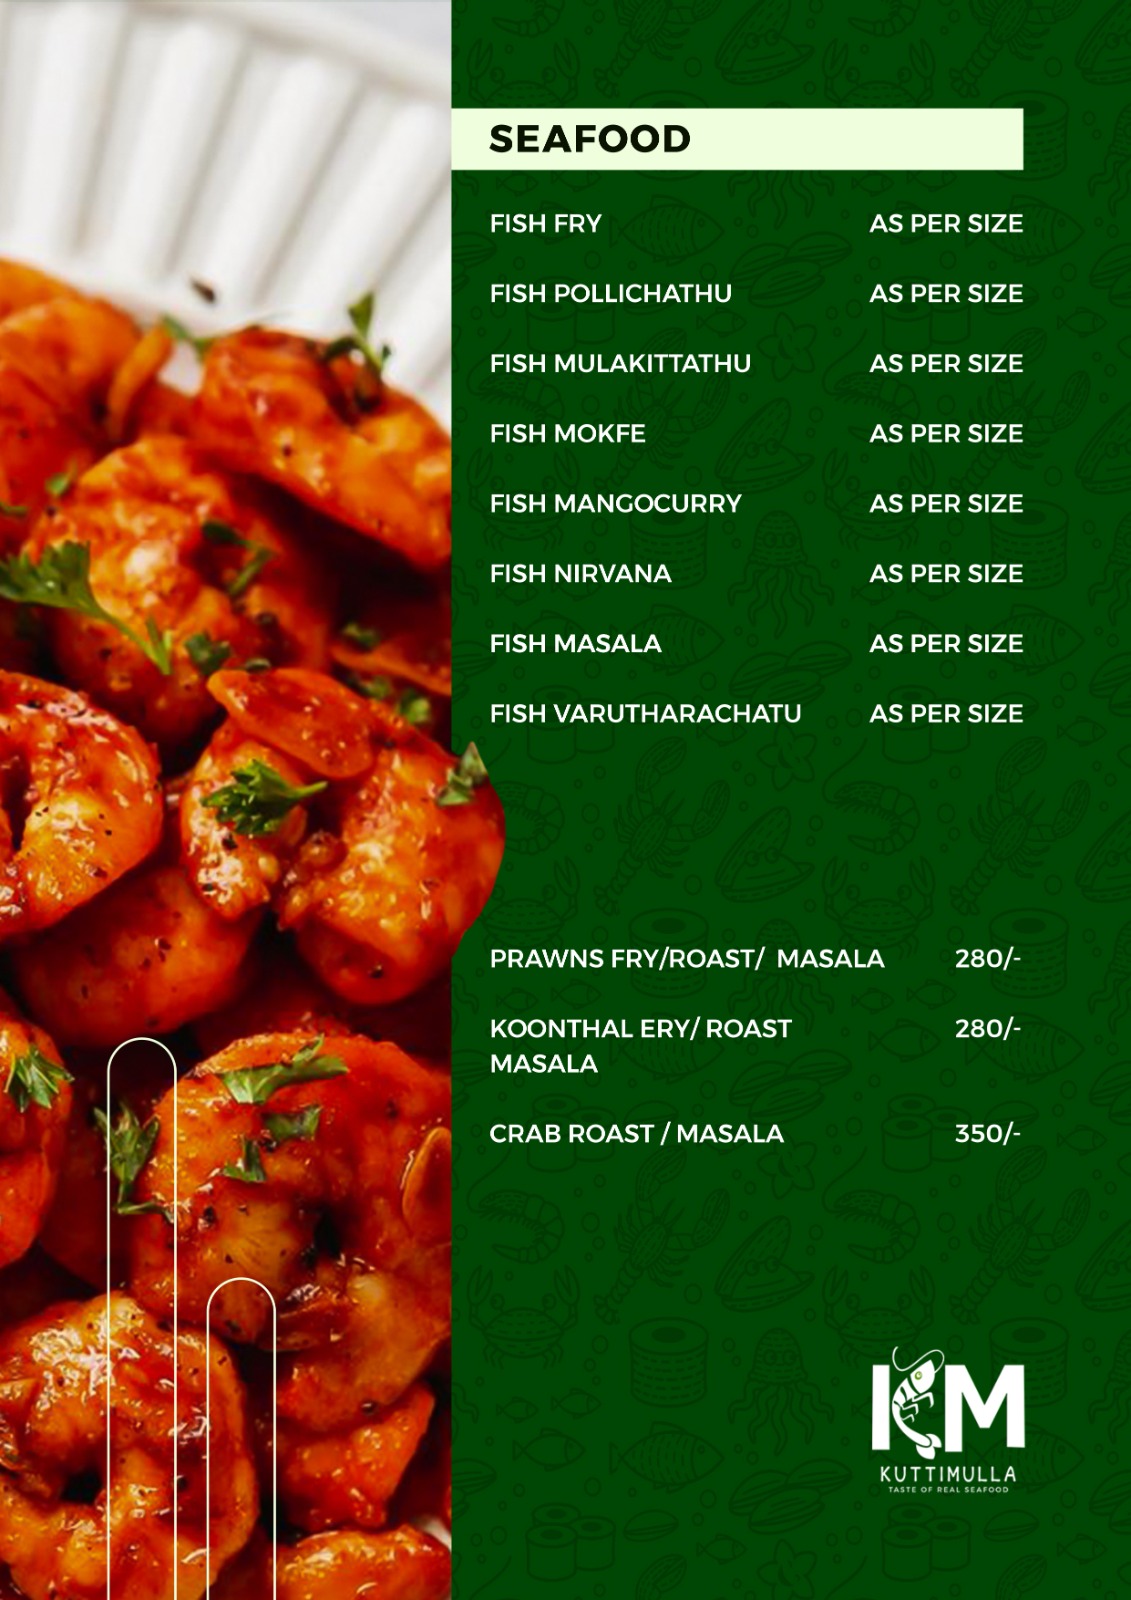 SEAFOOD
FISH FRY AS PER SIZE
FISH POLLICHATHU AS PER SIZE
FISH MULAKITTATHU AS PER SIZE
FISH MOKFE AS PER SIZE
FISH MANGOCURRY AS PER SIZE
FISH NIRVANA AS PER SIZE
FISH MASALA AS PER SIZE
FISH VARUTHARACHATU AS PER SIZE
PRAWNS FRY/ROAST/ MASALA 280/-
KOONTHAL ERY/ ROAST 280/-
MASALA
CRAB ROAST / MASALA 350/-
KM
KUTTIMULLA
TASTE OF REAL SEAFOOD